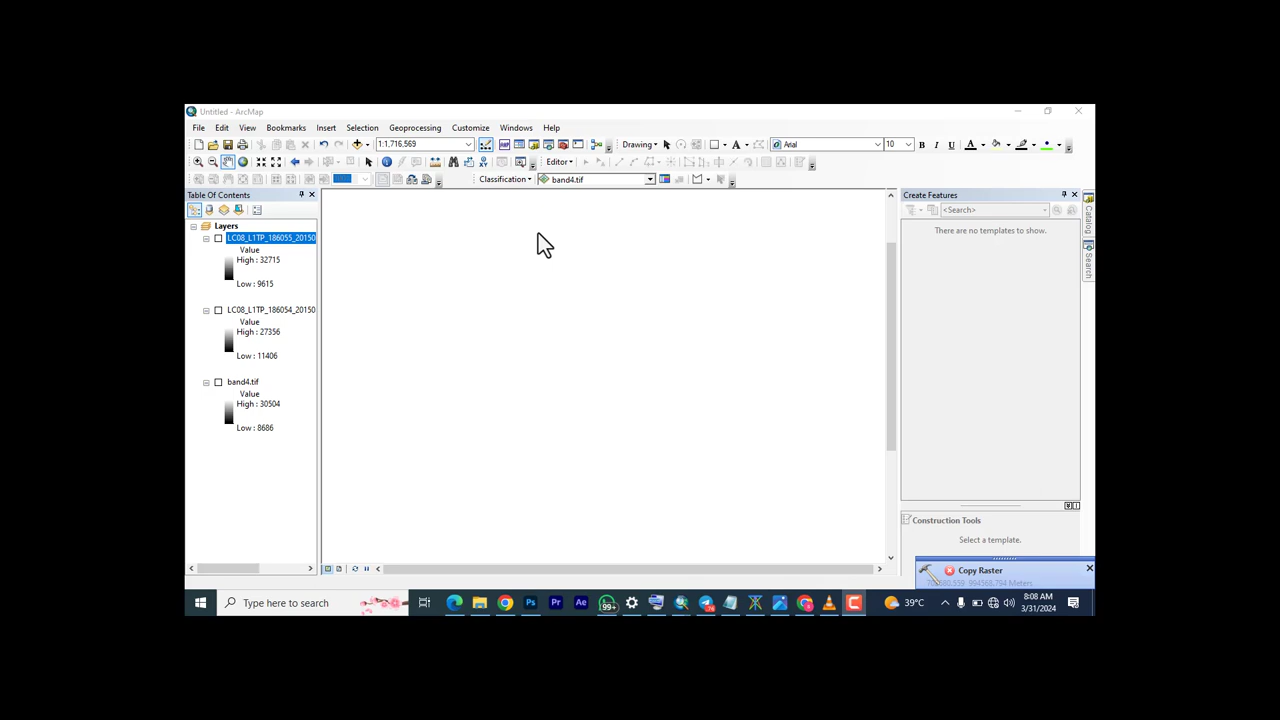 Untitled - ArcMap
File Edit View Bookmarks Insert Selection Geoprocessing Customize Windows Help
1:1,716,569 Drawing Arial 10 B I U A
Editor
Classification band4.tif
Table Of Contents
Layers
LC08_L1TP_186055_20150
Value
High : 32715
Low : 9615
LC08_L1TP_186054_20150
Value
High : 27356
Low : 11406
band4.tif
Value
High : 30504
Low : 8686
Create Features
<Search>
There are no templates to show.
Catalog
Search
Construction Tools
Select a template.
Copy Raster
Type here to search
99+
39°C
8:08 AM
3/31/2024